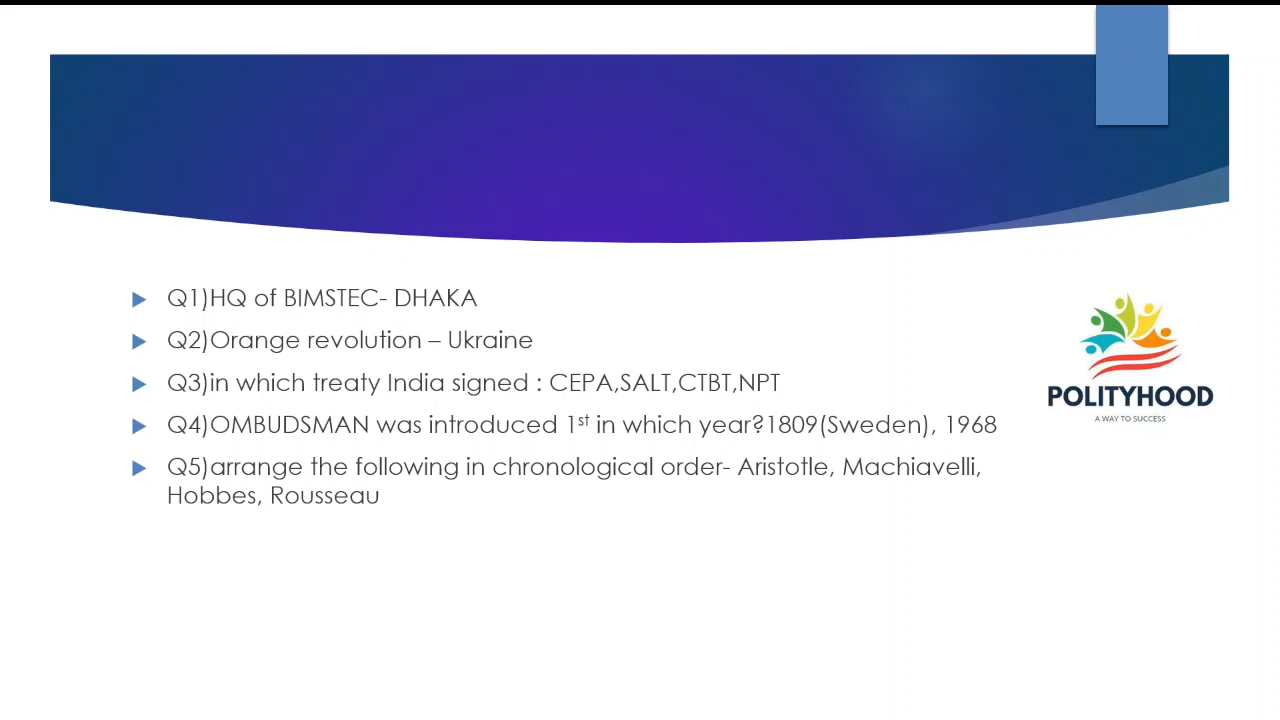 Q1)HQ of BIMSTEC- DHAKA
Q2)Orange revolution – Ukraine
Q3)in which treaty India signed : CEPA,SALT,CTBT,NPT
Q4)OMBUDSMAN was introduced 1st in which year?1809(Sweden), 1968
Q5)arrange the following in chronological order- Aristotle, Machiavelli,
Hobbes, Rousseau
POLITYHOOD
A WAY TO SUCCESS